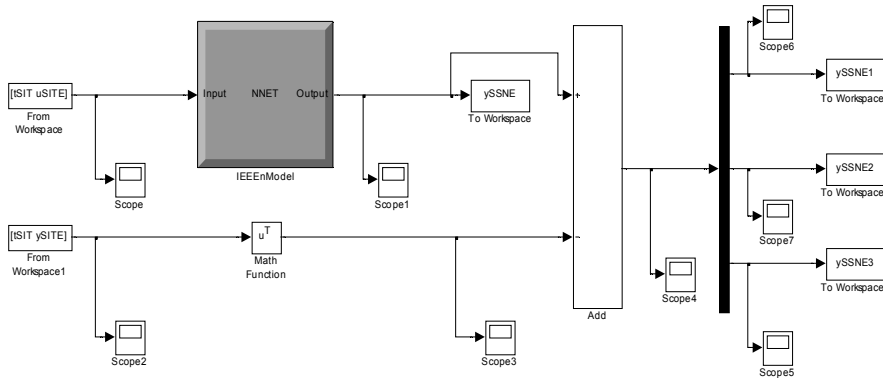 Scope6
[tSIT uSITE]
From
Workspace
Input NNET Output
IEEEnModel
Scope
Scope1
ySSNE
To Workspace
+
ySSNE1
To Workspace
ySSNE2
To Workspace
Scope7
[tSIT ySITE]
From
Workspace1
u^T
Math
Function
−
Add
Scope4
ySSNE3
To Workspace
Scope2
Scope3
Scope5